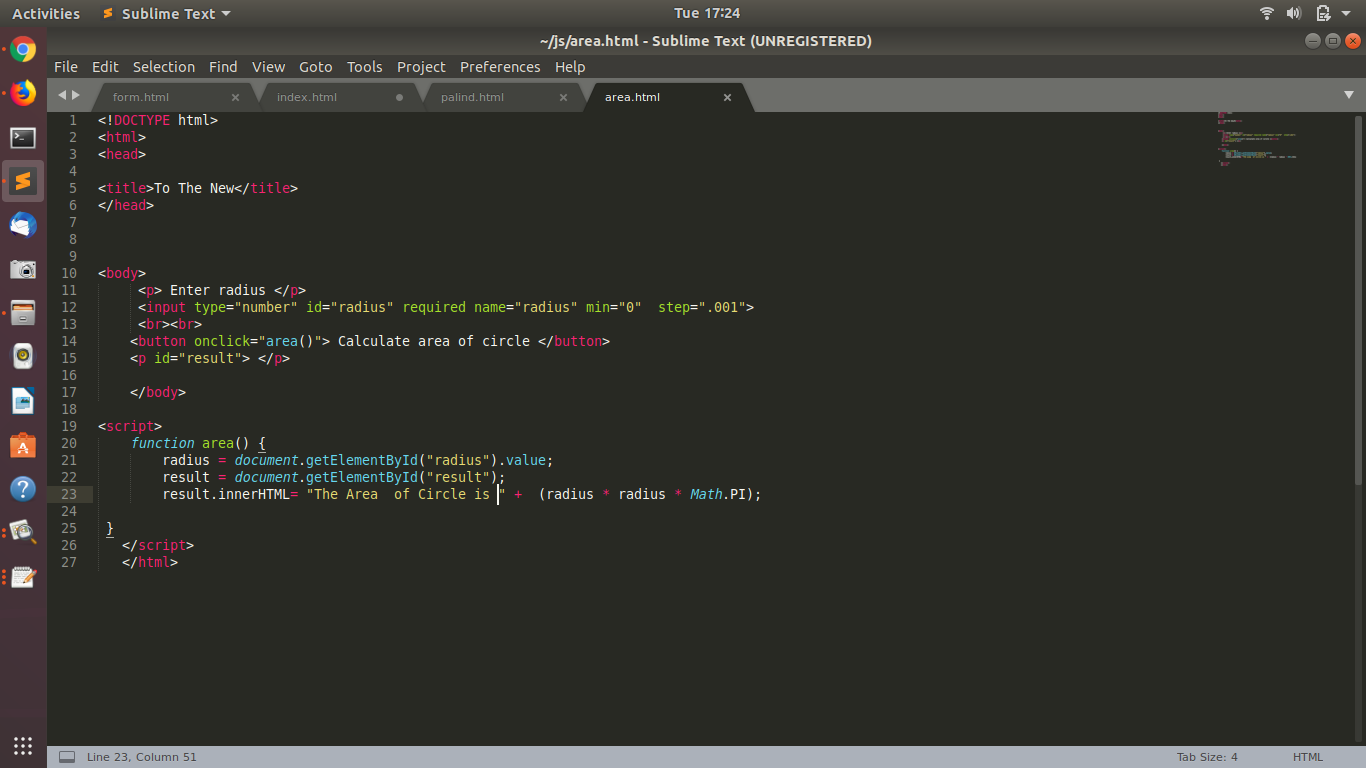 Activities Sublime Text Tue 17:24
~/js/area.html - Sublime Text (UNREGISTERED)
File Edit Selection Find View Goto Tools Project Preferences Help
form.html index.html palind.html area.html
1 <!DOCTYPE html>
2 <html>
3 <head>
4
5 <title>To The New</title>
6 </head>
7
8
9
10 <body>
11 <p> Enter radius </p>
12 <input type="number" id="radius" required name="radius" min="0"  step=".001">
13 <br><br>
14 <button onclick="area()"> Calculate area of circle </button>
15 <p id="result"> </p>
16
17 </body>
18
19 <script>
20 function area() {
21 radius = document.getElementById("radius").value;
22 result = document.getElementById("result");
23 result.innerHTML= "The Area  of Circle is " +  (radius * radius * Math.PI);
24
25 }
26 </script>
27 </html>
Line 23, Column 51 Tab Size: 4 HTML